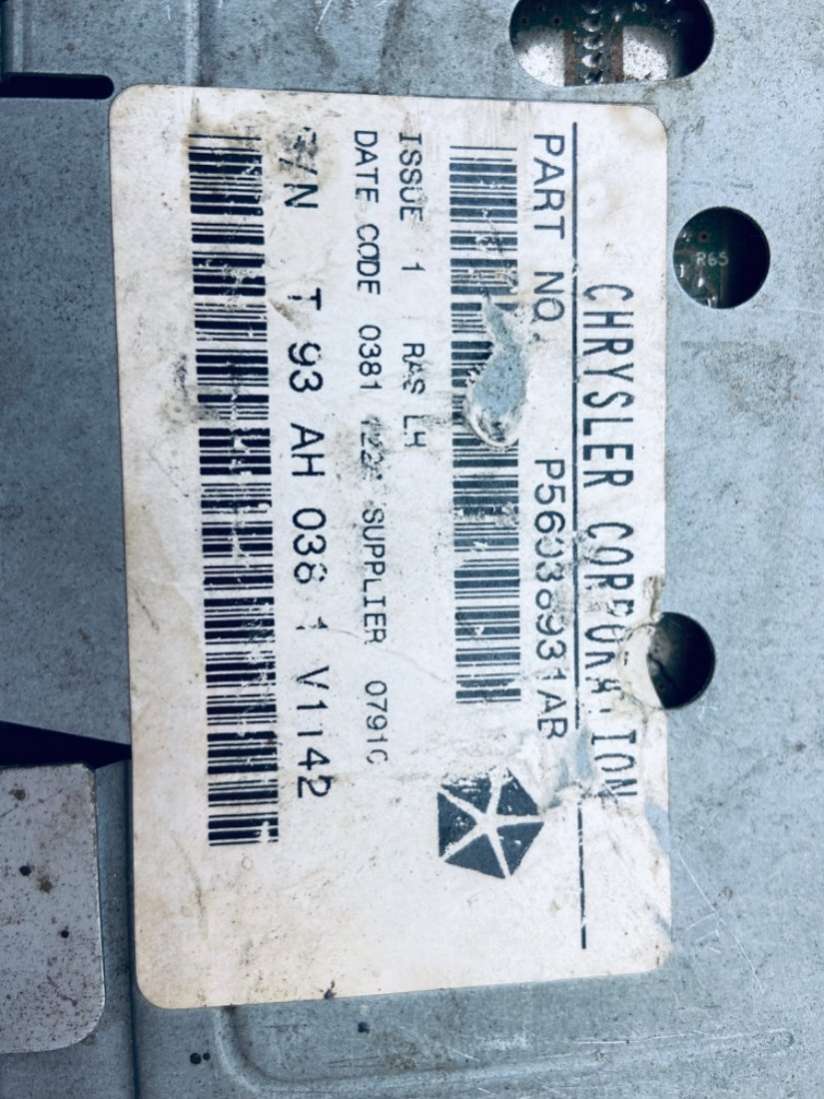 CHRYSLER CORPORATION
PART NO. P56038931AB
ISSUE 1 RAS LH
DATE CODE 0381 SUPPLIER 0791C
S/N T 93 AH 038 1 V1142
R65